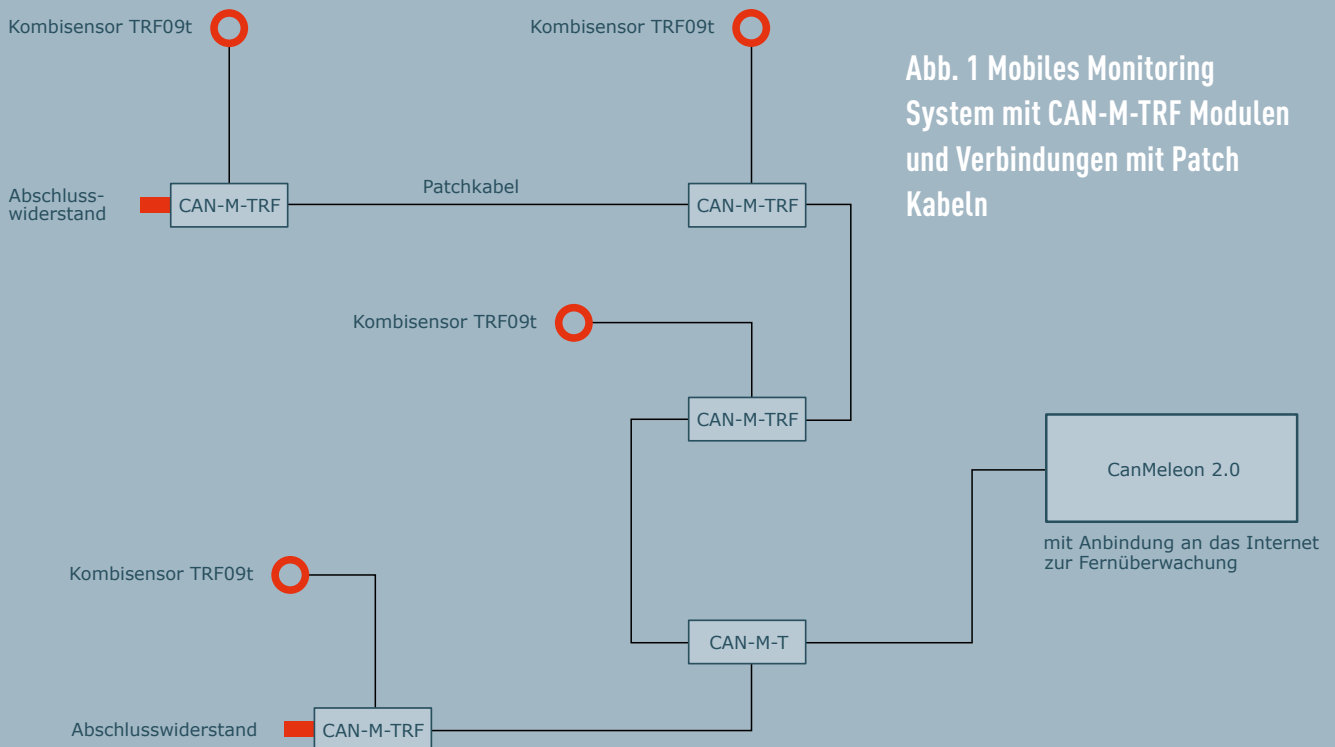 Kombisensor TRF09t
Kombisensor TRF09t
Abb. 1 Mobiles Monitoring
System mit CAN-M-TRF Modulen
und Verbindungen mit Patch
Kabeln
Abschluss-
widerstand
CAN-M-TRF
Patchkabel
CAN-M-TRF
Kombisensor TRF09t
CAN-M-TRF
CanMeleon 2.0
mit Anbindung an das Internet
zur Fernüberwachung
Kombisensor TRF09t
CAN-M-T
Abschlusswiderstand
CAN-M-TRF